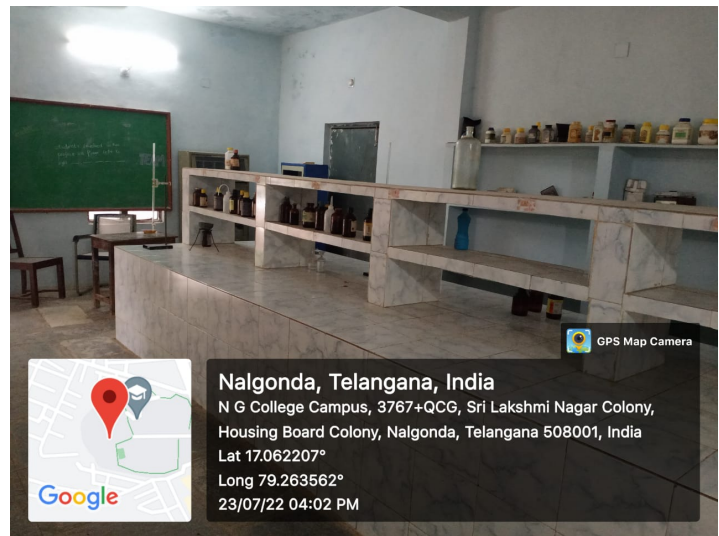 GPS Map Camera
Nalgonda, Telangana, India
N G College Campus, 3767+QCG, Sri Lakshmi Nagar Colony,
Housing Board Colony, Nalgonda, Telangana 508001, India
Lat 17.062207°
Long 79.263562°
23/07/22 04:02 PM
Google